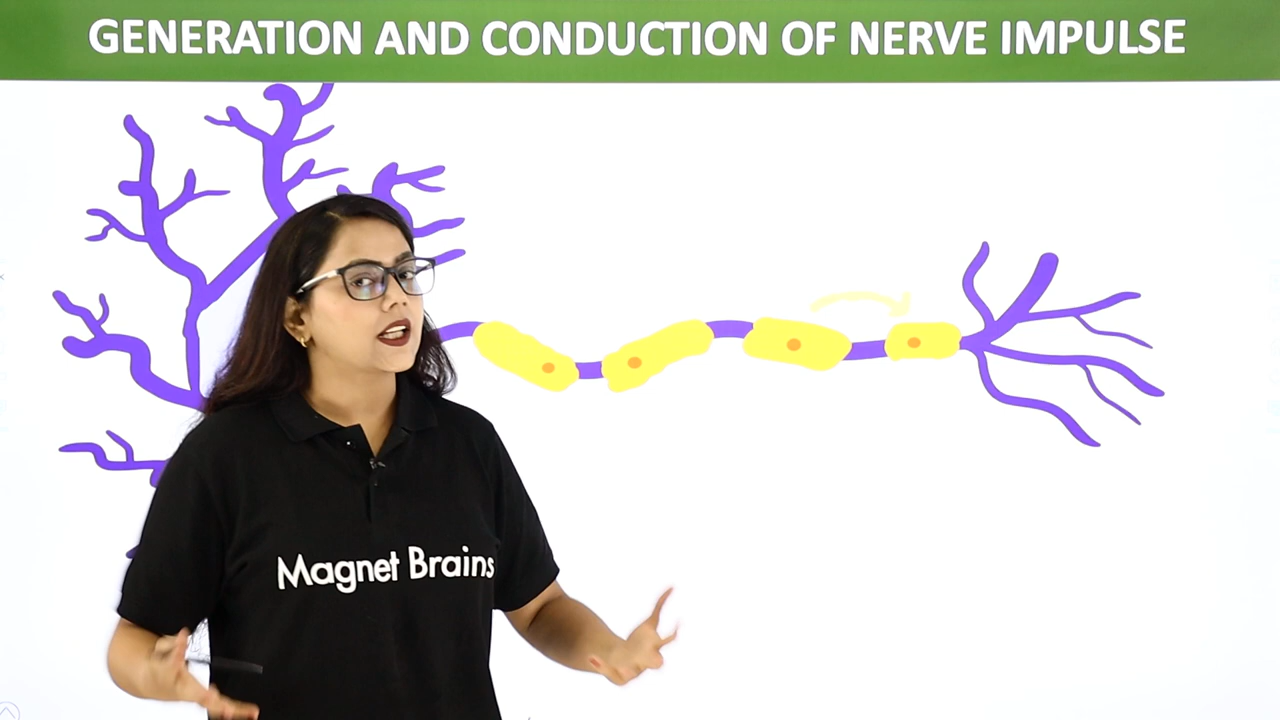 GENERATION AND CONDUCTION OF NERVE IMPULSE
Magnet Brains